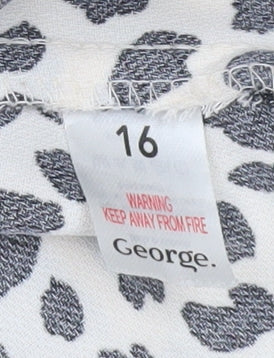 16
WARNING
KEEP AWAY FROM FIRE
George.